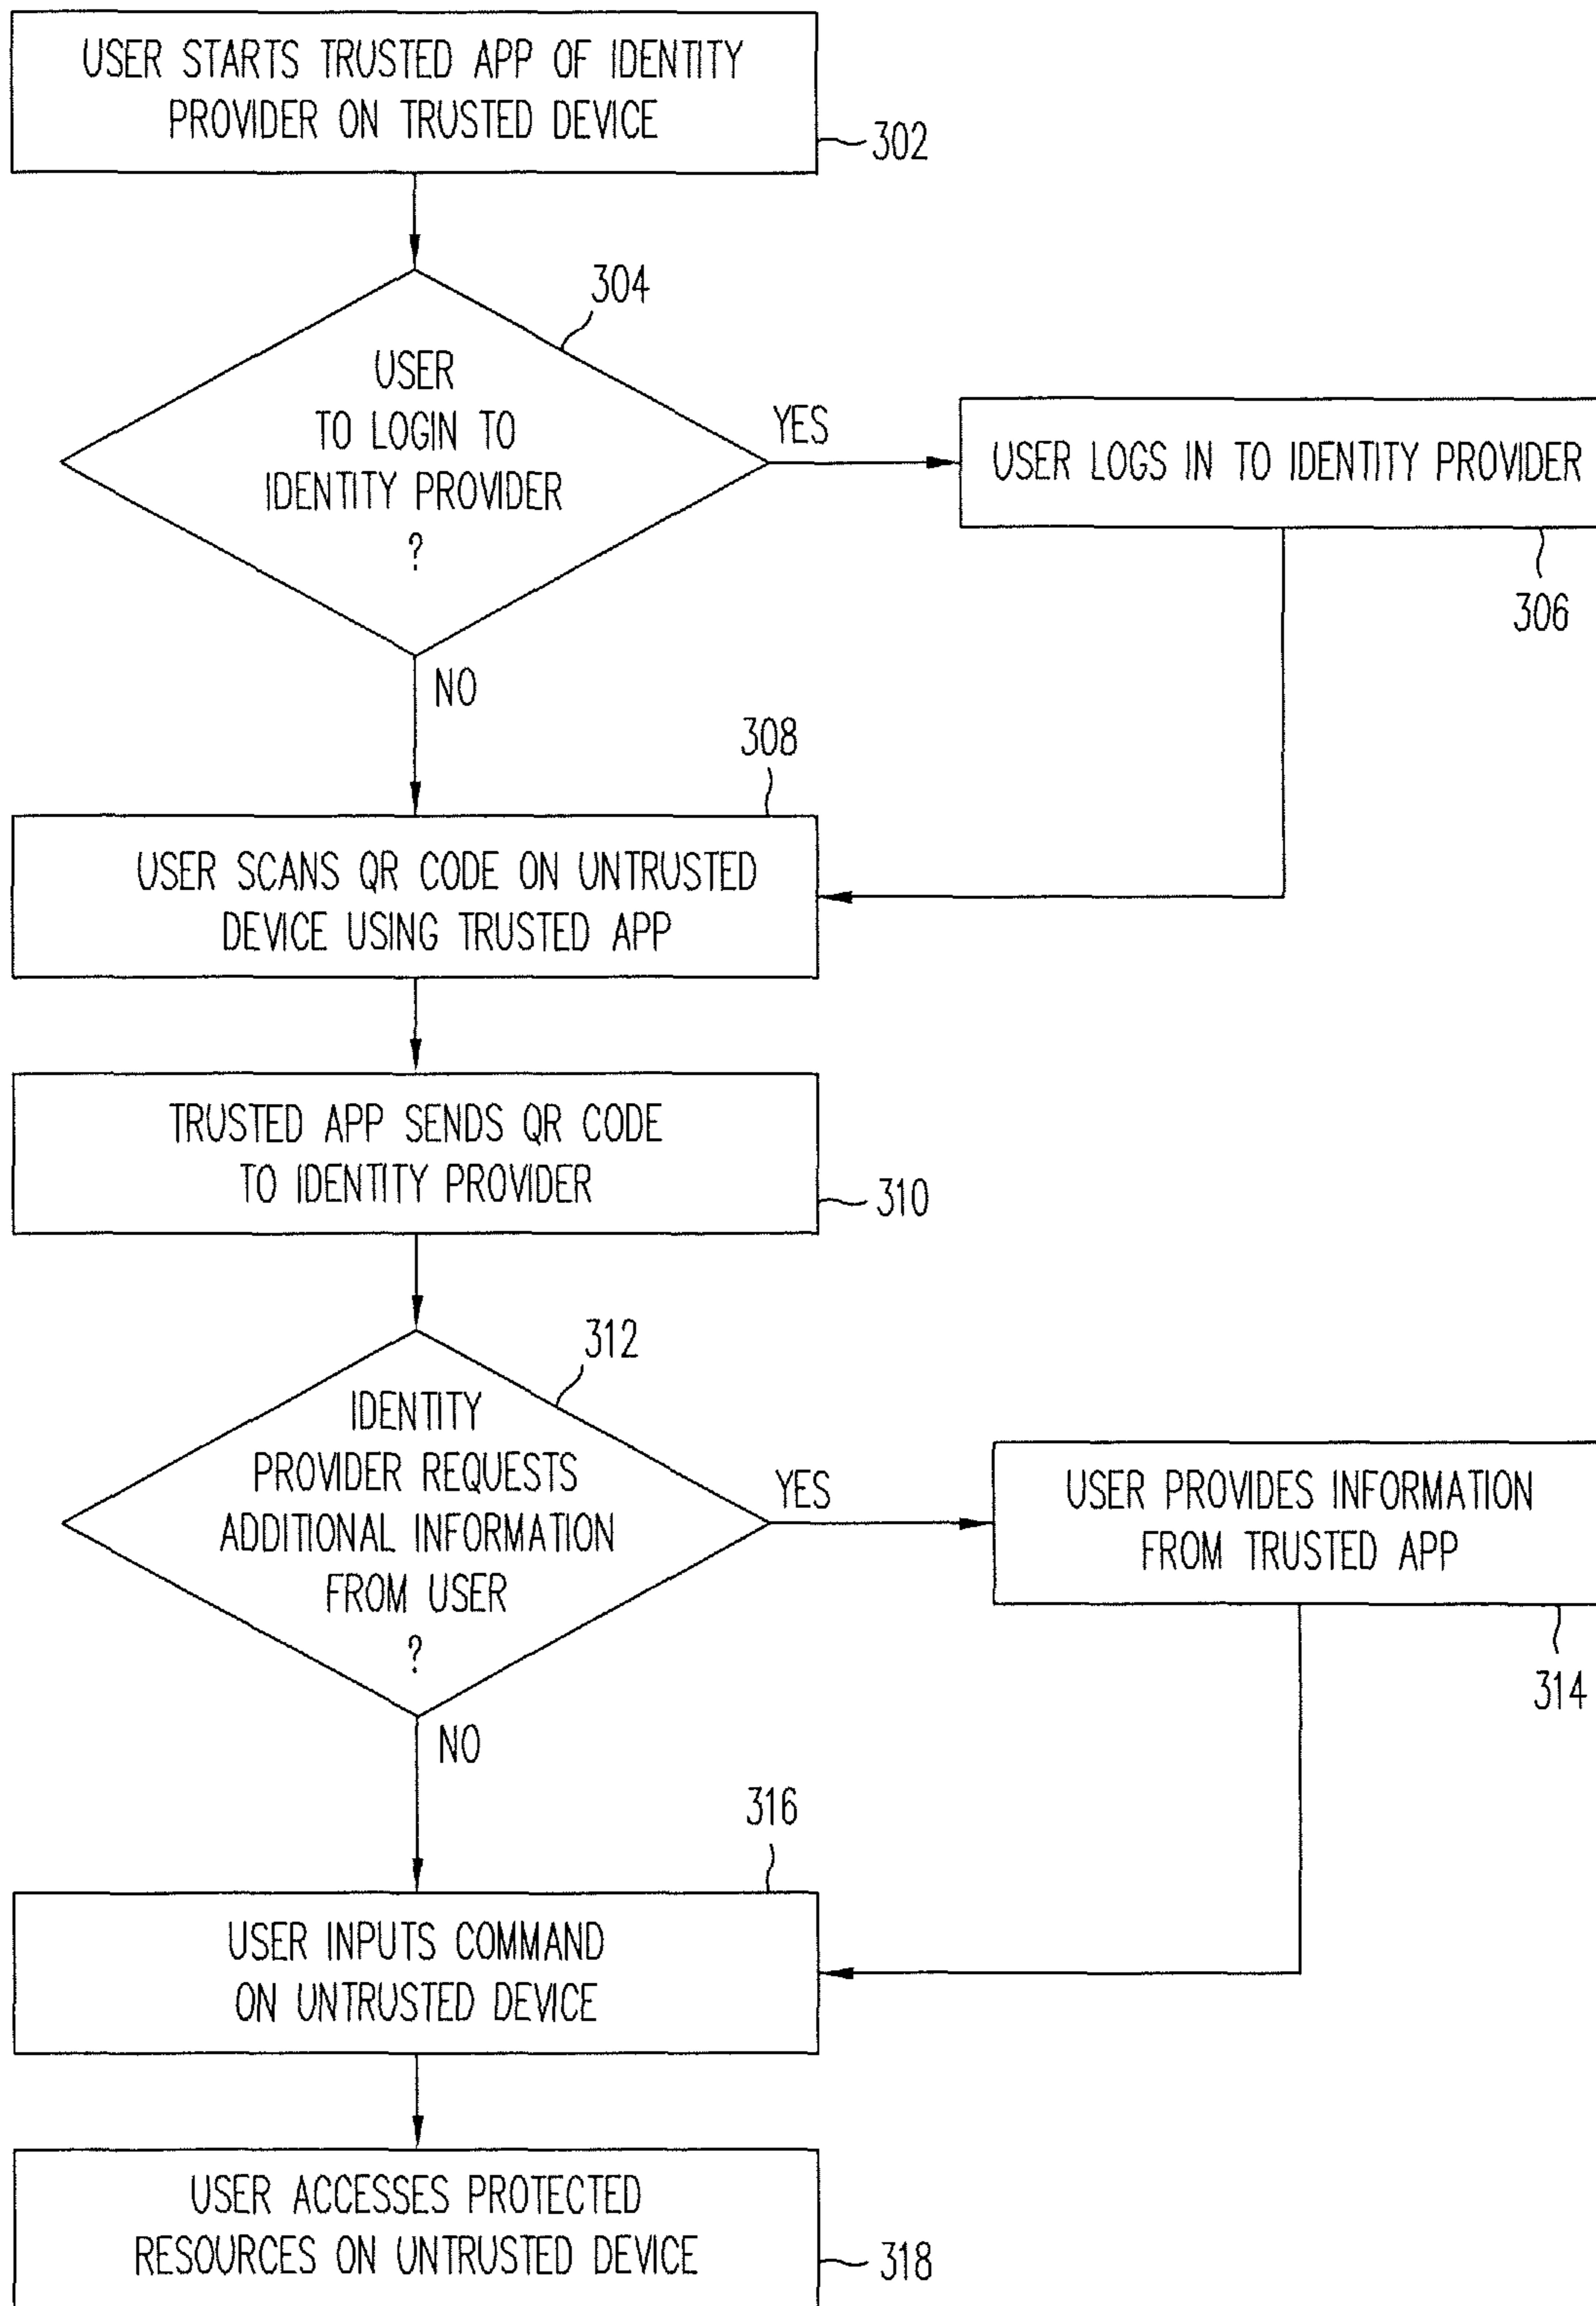 USER STARTS TRUSTED APP OF IDENTITY
PROVIDER ON TRUSTED DEVICE
302
304
USER
TO LOGIN TO
IDENTITY PROVIDER
?
YES
USER LOGS IN TO IDENTITY PROVIDER
306
NO
308
USER SCANS QR CODE ON UNTRUSTED
DEVICE USING TRUSTED APP
TRUSTED APP SENDS QR CODE
TO IDENTITY PROVIDER
310
312
IDENTITY
PROVIDER REQUESTS
ADDITIONAL INFORMATION
FROM USER
?
YES
USER PROVIDES INFORMATION
FROM TRUSTED APP
314
NO
316
USER INPUTS COMMAND
ON UNTRUSTED DEVICE
USER ACCESSES PROTECTED
RESOURCES ON UNTRUSTED DEVICE
318